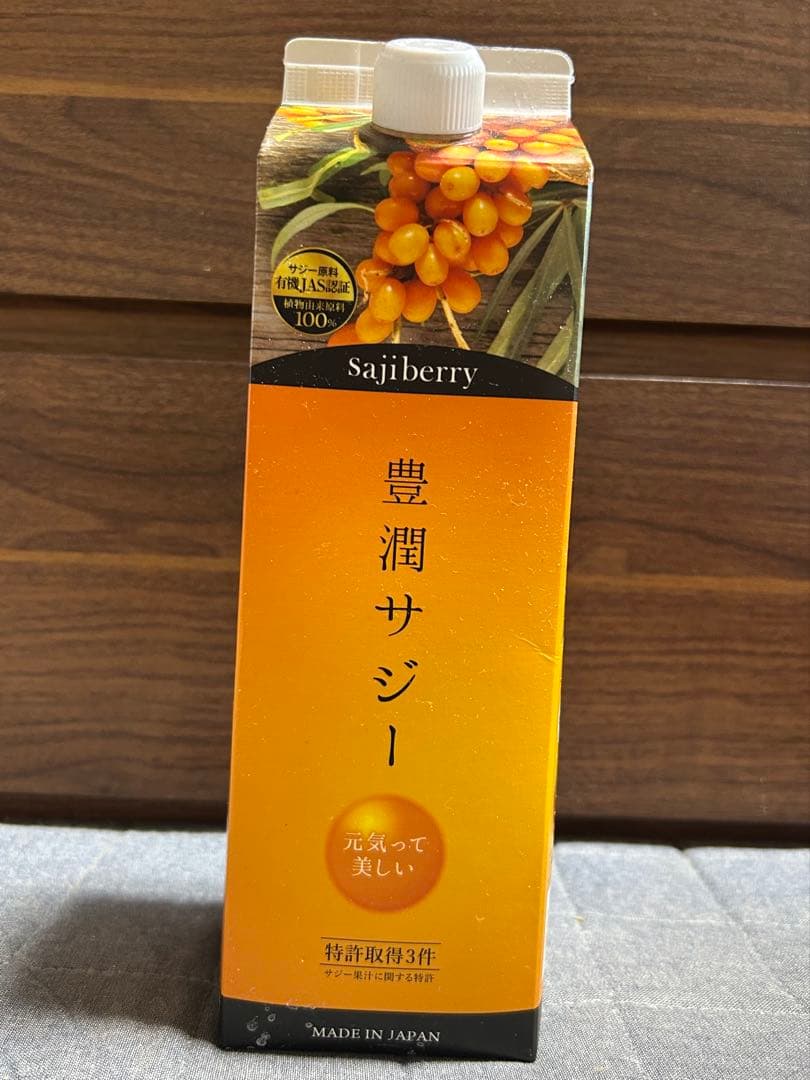 サジー原料
有機JAS認証
植物由来原料
100%
sajiberry
豊潤サジー
元気って
美しい
特許取得3件
サジー果汁に関する特許
MADE IN JAPAN